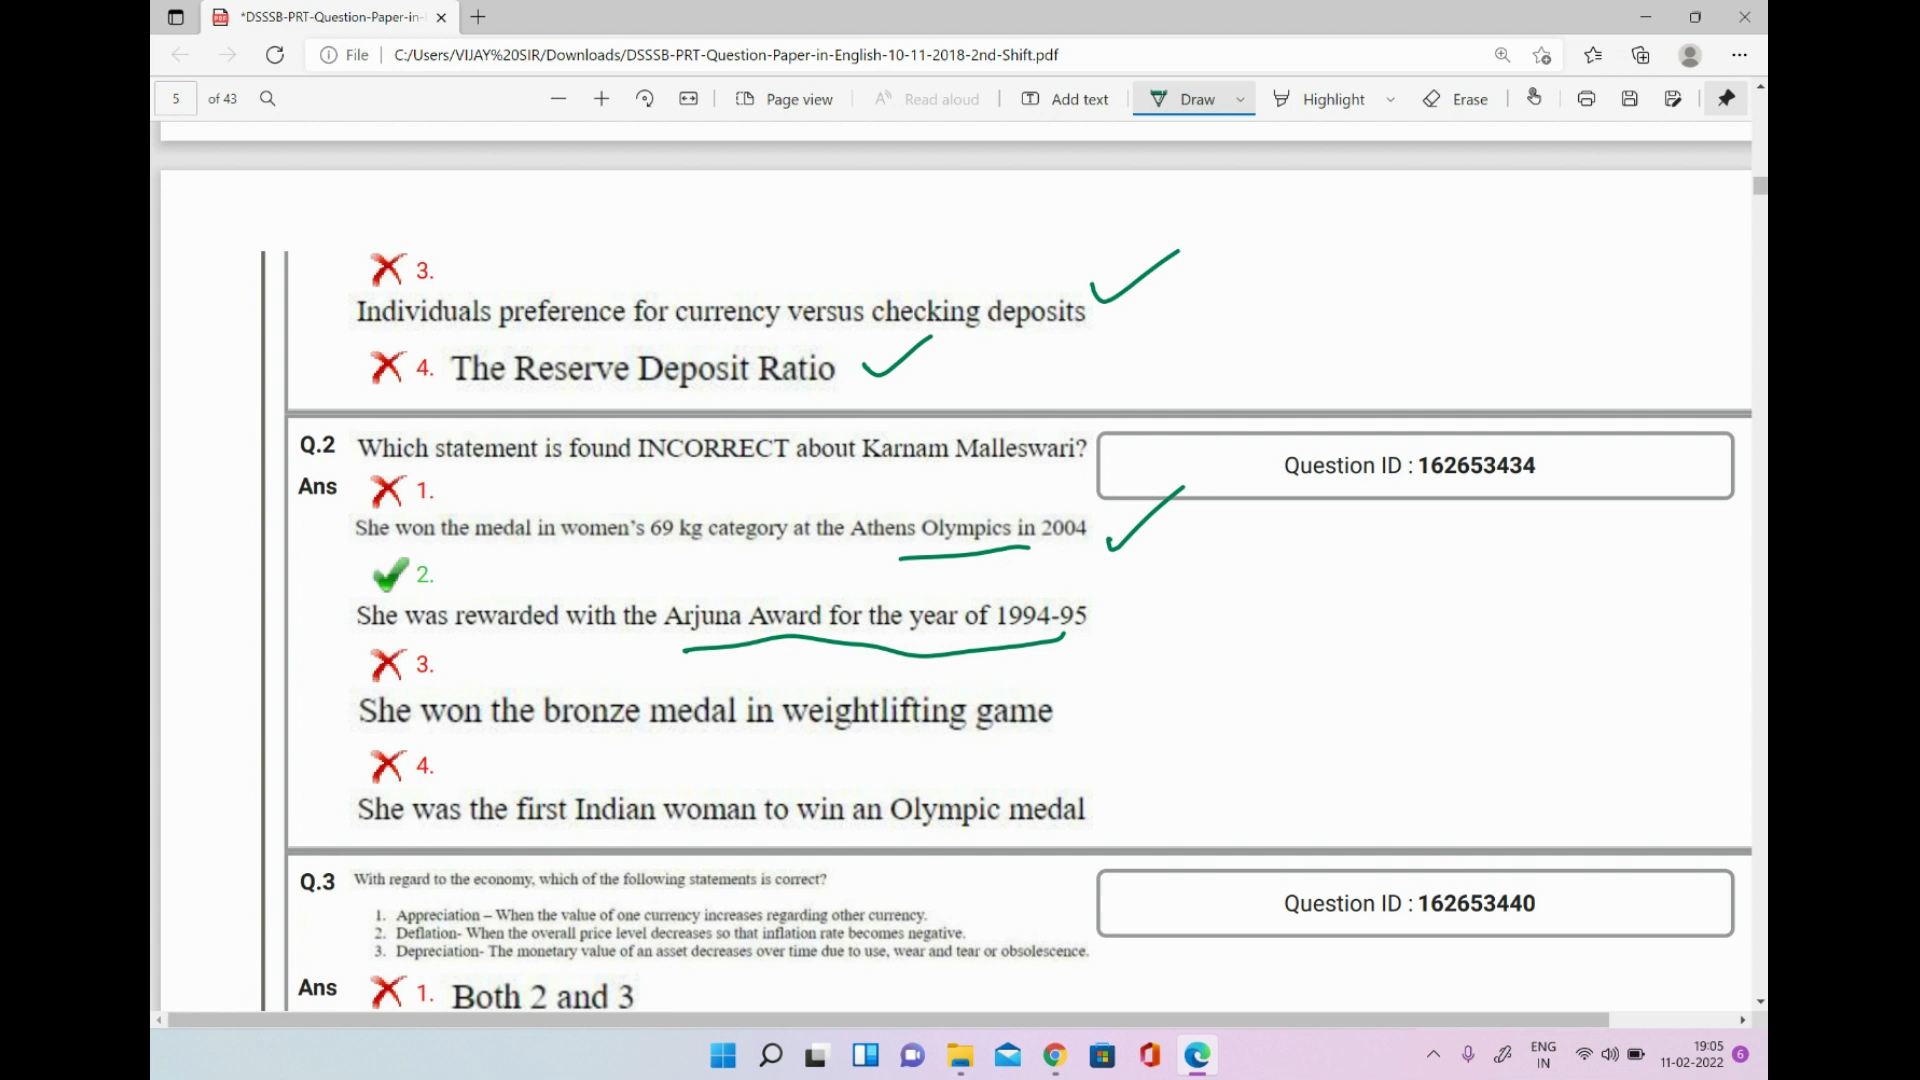 *DSSSB-PRT-Question-Paper-in-
File
C:/Users/VIJAY%20SIR/Downloads/DSSSB-PRT-Question-Paper-in-English-10-11-2018-2nd-Shift.pdf
5 of 43
Page view
Read aloud
Add text
Draw
Highlight
Erase
3.
Individuals preference for currency versus checking deposits
4. The Reserve Deposit Ratio
Q.2 Which statement is found INCORRECT about Karnam Malleswari?
Question ID : 162653434
Ans 1.
She won the medal in women's 69 kg category at the Athens Olympics in 2004
2.
She was rewarded with the Arjuna Award for the year of 1994-95
3.
She won the bronze medal in weightlifting game
4.
She was the first Indian woman to win an Olympic medal
Q.3 With regard to the economy, which of the following statements is correct?
Question ID : 162653440
1. Appreciation – When the value of one currency increases regarding other currency.
2. Deflation- When the overall price level decreases so that inflation rate becomes negative.
3. Depreciation- The monetary value of an asset decreases over time due to use, wear and tear or obsolescence.
Ans 1. Both 2 and 3
ENG
IN
19:05
11-02-2022
6